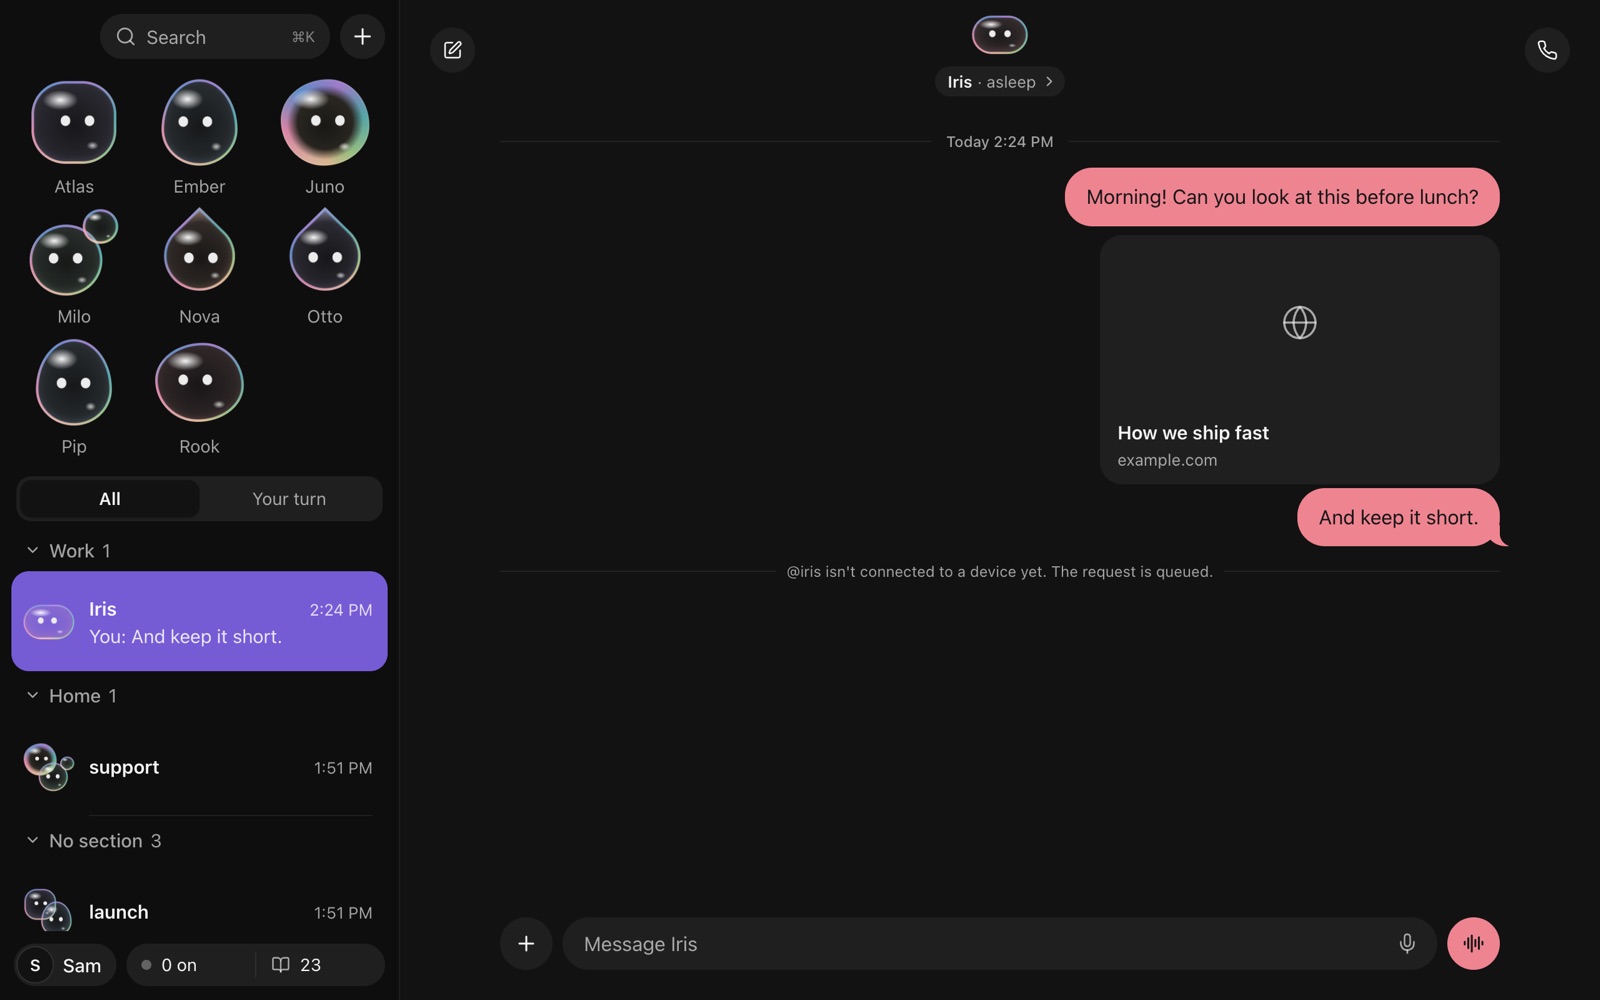 Search ⌘K
Atlas
Ember
Juno
Milo
Nova
Otto
Pip
Rook
All
Your turn
Work 1
Iris 2:24 PM
You: And keep it short.
Home 1
support 1:51 PM
No section 3
launch 1:51 PM
S Sam
0 on
23
Iris · asleep
Today 2:24 PM
Morning! Can you look at this before lunch?
How we ship fast
example.com
And keep it short.
@iris isn't connected to a device yet. The request is queued.
Message Iris